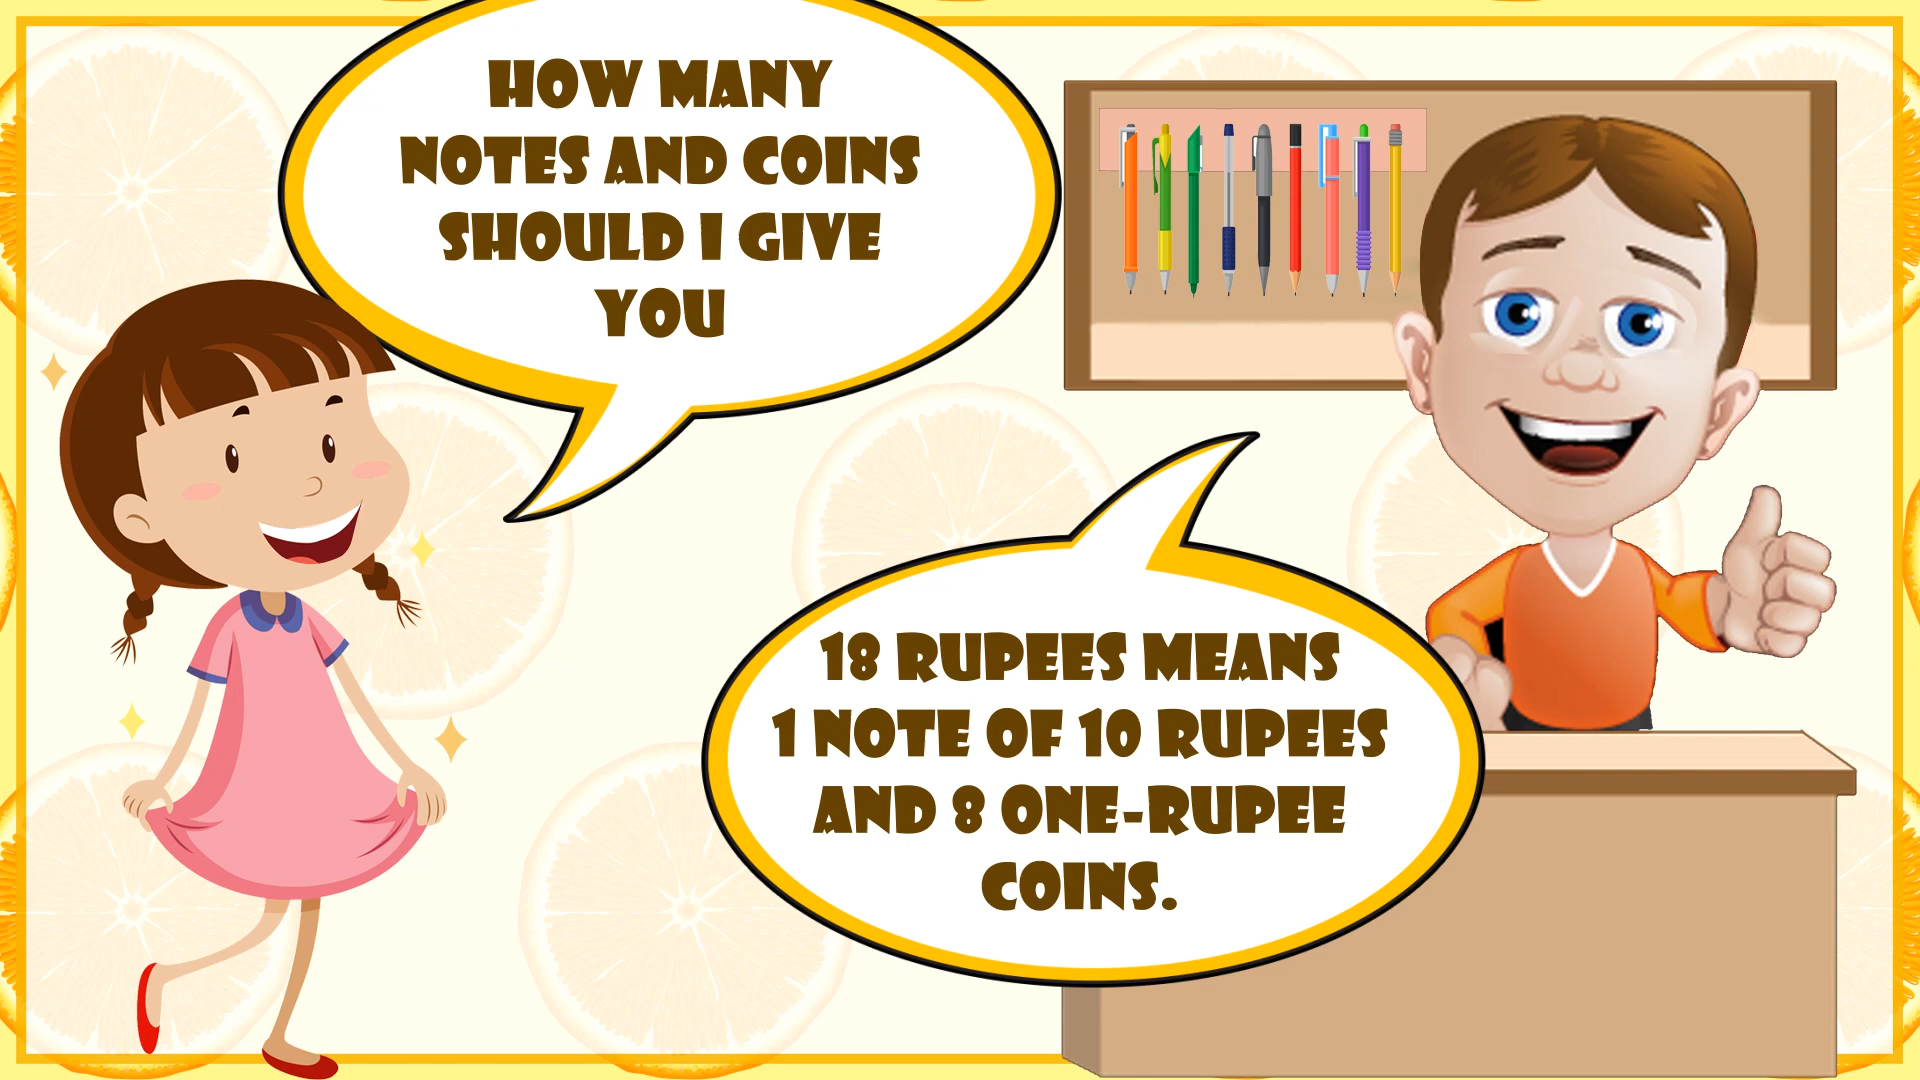 HOW MANY
NOTES AND COINS
SHOULD I GIVE
YOU
18 RUPEES MEANS
1 NOTE OF 10 RUPEES
AND 8 ONE-RUPEE
COINS.